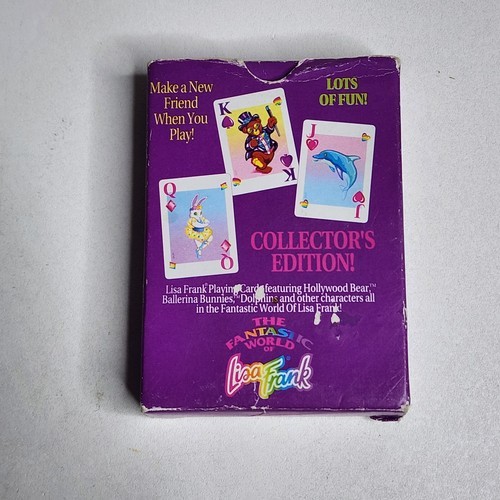 Make a New
Friend
When You
Play!
LOTS
OF FUN!
K
K
J
J
Q
Q
COLLECTOR'S
EDITION!
Lisa Frank Playing Cards featuring Hollywood Bear,™
Ballerina Bunnies,™ Dolphins and other characters all
in the Fantastic World Of Lisa Frank!
THE
FANTASTIC
WORLD
OF
Lisa Frank®